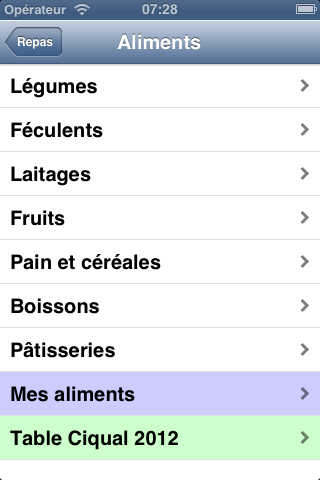 Opérateur 07:28
Repas Aliments
Légumes
Féculents
Laitages
Fruits
Pain et céréales
Boissons
Pâtisseries
Mes aliments
Table Ciqual 2012